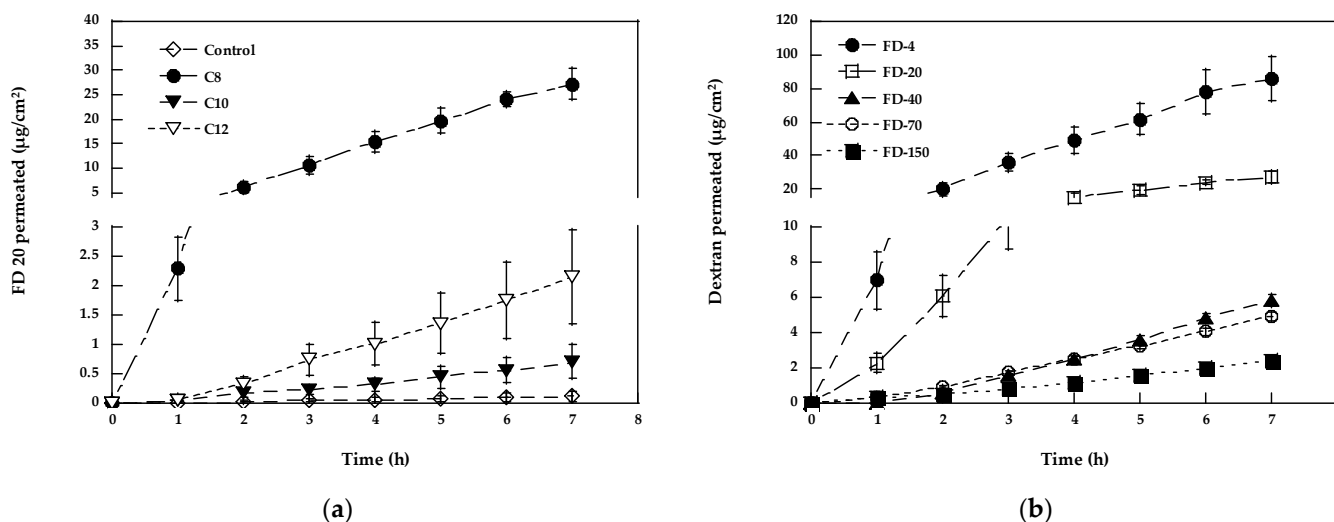 40
35
30
25
20
15
10
5
3
2.5
2
1.5
1
0.5
0
FD 20 permeated (µg/cm²)
Control
C8
C10
C12
0 1 2 3 4 5 6 7 8
Time (h)
(a)
120
100
80
60
40
20
10
8
6
4
2
0
Dextran permeated (µg/cm²)
FD-4
FD-20
FD-40
FD-70
FD-150
0 1 2 3 4 5 6 7
Time (h)
(b)